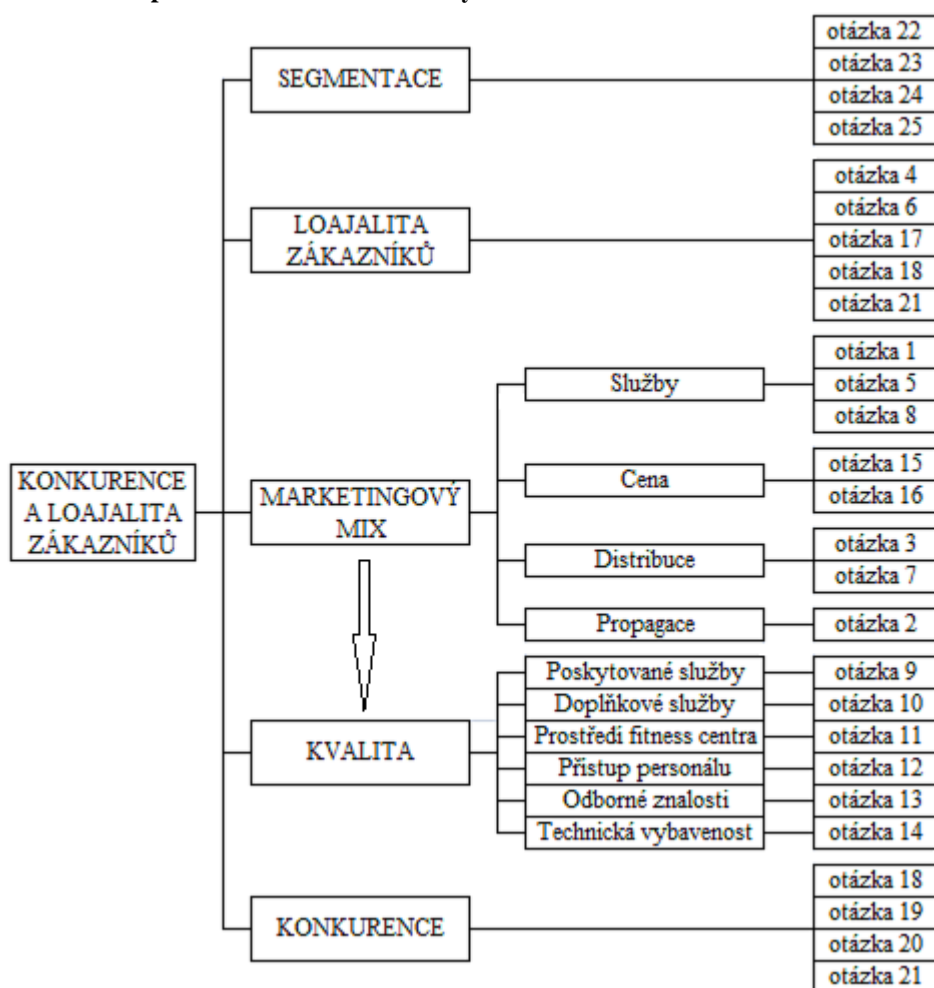 otázka 22
SEGMENTACE
otázka 23
otázka 24
otázka 25
otázka 4
otázka 6
LOAJALITA
ZÁKAZNÍKŮ
otázka 17
otázka 18
otázka 21
otázka 1
Služby
otázka 5
otázka 8
KONKURENCE
A LOAJALITA
ZÁKAZNÍKŮ
MARKETINGOVÝ
MIX
Cena
otázka 15
otázka 16
Distribuce
otázka 3
otázka 7
Propagace
otázka 2
KVALITA
Poskytované služby
otázka 9
Doplňkové služby
otázka 10
Prostředí fitness centra
otázka 11
Přístup personálu
otázka 12
Odborné znalosti
otázka 13
Technická vybavenost
otázka 14
KONKURENCE
otázka 18
otázka 19
otázka 20
otázka 21